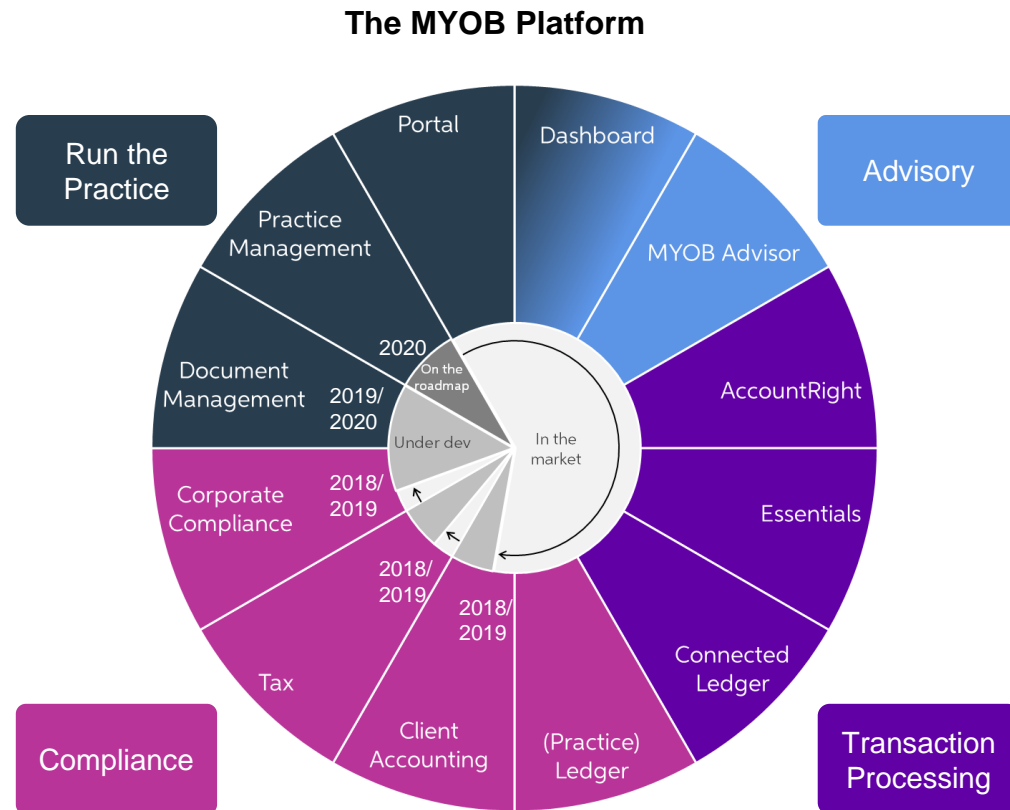 The MYOB Platform
Run the
Practice
Portal
Dashboard
Advisory
Practice
Management
MYOB Advisor
2020
On the
roadmap
Document
Management
2019/
2020
AccountRight
Under dev
In the
market
Corporate
Compliance
2018/
2019
Essentials
2018/
2019
2018/
2019
Connected
Ledger
Tax
Client
Accounting
(Practice)
Ledger
Compliance
Transaction
Processing